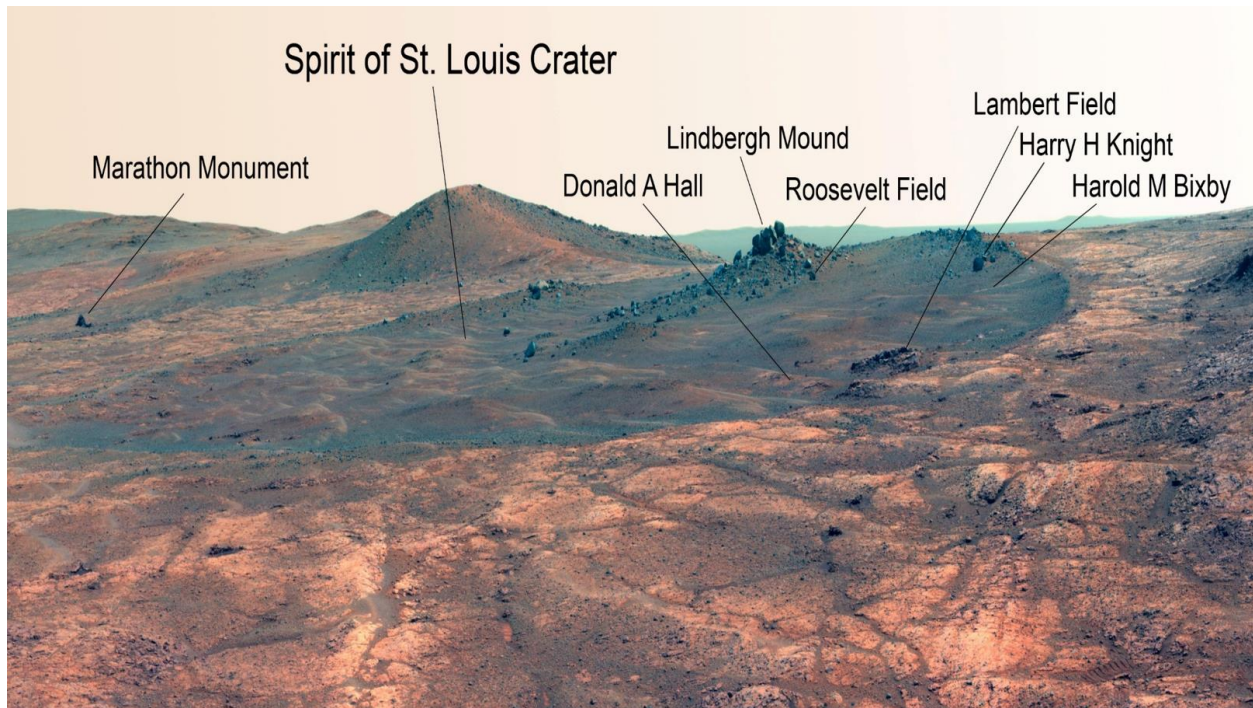 Spirit of St. Louis Crater
Lambert Field
Lindbergh Mound
Harry H Knight
Marathon Monument
Donald A Hall
Roosevelt Field
Harold M Bixby